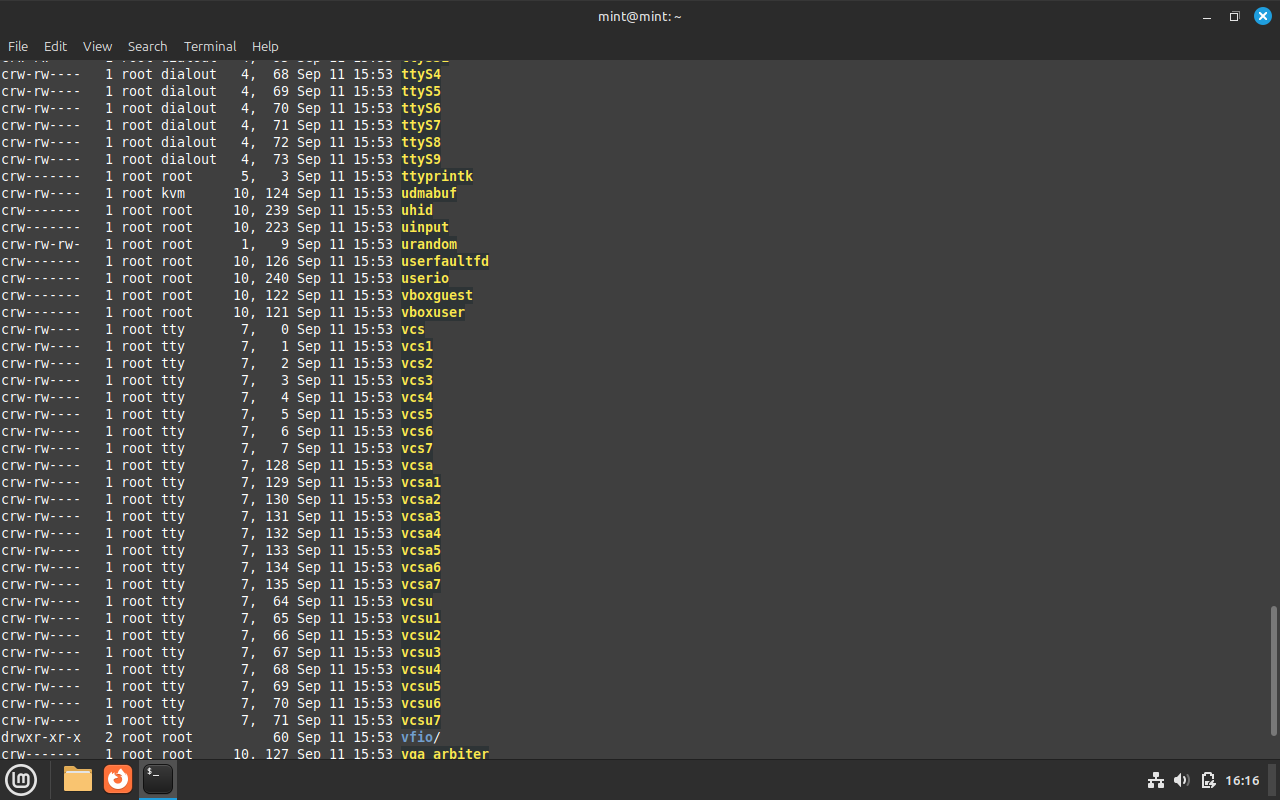 mint@mint: ~
File Edit View Search Terminal Help
crw-rw---- 1 root dialout 4, 68 Sep 11 15:53 ttyS4
crw-rw---- 1 root dialout 4, 69 Sep 11 15:53 ttyS5
crw-rw---- 1 root dialout 4, 70 Sep 11 15:53 ttyS6
crw-rw---- 1 root dialout 4, 71 Sep 11 15:53 ttyS7
crw-rw---- 1 root dialout 4, 72 Sep 11 15:53 ttyS8
crw-rw---- 1 root dialout 4, 73 Sep 11 15:53 ttyS9
crw------- 1 root root 5, 3 Sep 11 15:53 ttyprintk
crw-rw---- 1 root kvm 10, 124 Sep 11 15:53 udmabuf
crw------- 1 root root 10, 239 Sep 11 15:53 uhid
crw------- 1 root root 10, 223 Sep 11 15:53 uinput
crw-rw-rw- 1 root root 1, 9 Sep 11 15:53 urandom
crw------- 1 root root 10, 126 Sep 11 15:53 userfaultfd
crw------- 1 root root 10, 240 Sep 11 15:53 userio
crw------- 1 root root 10, 122 Sep 11 15:53 vboxguest
crw------- 1 root root 10, 121 Sep 11 15:53 vboxuser
crw-rw---- 1 root tty 7, 0 Sep 11 15:53 vcs
crw-rw---- 1 root tty 7, 1 Sep 11 15:53 vcs1
crw-rw---- 1 root tty 7, 2 Sep 11 15:53 vcs2
crw-rw---- 1 root tty 7, 3 Sep 11 15:53 vcs3
crw-rw---- 1 root tty 7, 4 Sep 11 15:53 vcs4
crw-rw---- 1 root tty 7, 5 Sep 11 15:53 vcs5
crw-rw---- 1 root tty 7, 6 Sep 11 15:53 vcs6
crw-rw---- 1 root tty 7, 7 Sep 11 15:53 vcs7
crw-rw---- 1 root tty 7, 128 Sep 11 15:53 vcsa
crw-rw---- 1 root tty 7, 129 Sep 11 15:53 vcsa1
crw-rw---- 1 root tty 7, 130 Sep 11 15:53 vcsa2
crw-rw---- 1 root tty 7, 131 Sep 11 15:53 vcsa3
crw-rw---- 1 root tty 7, 132 Sep 11 15:53 vcsa4
crw-rw---- 1 root tty 7, 133 Sep 11 15:53 vcsa5
crw-rw---- 1 root tty 7, 134 Sep 11 15:53 vcsa6
crw-rw---- 1 root tty 7, 135 Sep 11 15:53 vcsa7
crw-rw---- 1 root tty 7, 64 Sep 11 15:53 vcsu
crw-rw---- 1 root tty 7, 65 Sep 11 15:53 vcsu1
crw-rw---- 1 root tty 7, 66 Sep 11 15:53 vcsu2
crw-rw---- 1 root tty 7, 67 Sep 11 15:53 vcsu3
crw-rw---- 1 root tty 7, 68 Sep 11 15:53 vcsu4
crw-rw---- 1 root tty 7, 69 Sep 11 15:53 vcsu5
crw-rw---- 1 root tty 7, 70 Sep 11 15:53 vcsu6
crw-rw---- 1 root tty 7, 71 Sep 11 15:53 vcsu7
drwxr-xr-x 2 root root 60 Sep 11 15:53 vfio/
crw------- 1 root root 10, 127 Sep 11 15:53 vga_arbiter
16:16